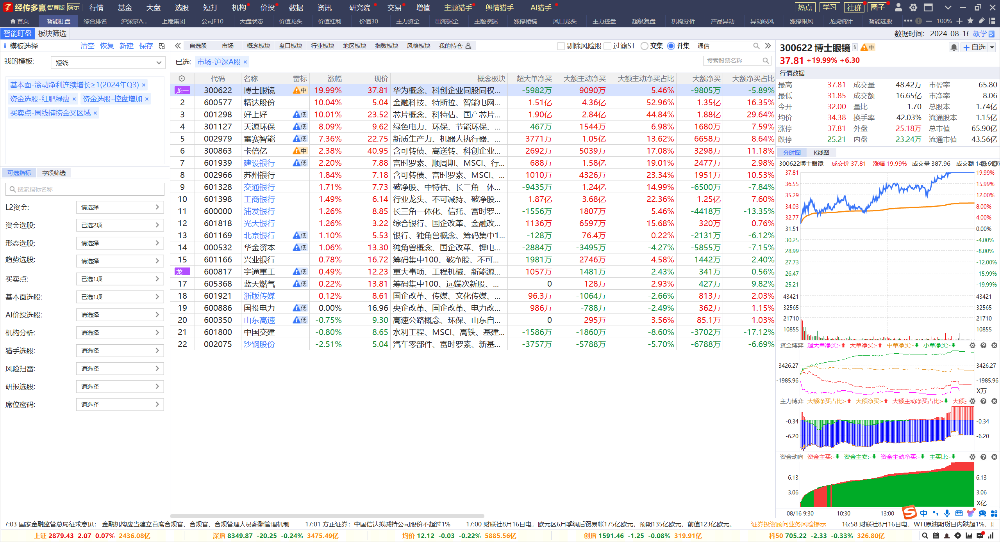 经传多赢 智尊版 演示 行情 基金 大盘 选股 短打 机构 价投 数据 资讯 研究院 交易 增值 主题猎手 舆情猎手 AI猎手 热点 学习 社群 圈子
首页 智能盯盘 综合排名 沪深京A... 上港集团 公司F10 大盘状态 价值龙头 价值红利 价值30 主力资金 出海掘金 主题挖掘 涨停棱镜 风口龙头 主力控盘 超级复盘 机构分析 产品异动 异动跟风 涨停跟风 龙虎统计 智能选股 ••• 100%
智能盯盘 板块筛选 数据时间: 2024-08-16 教学
模板选择 清空 恢复 新建 保存
我的模板: 短线
基本面-滚动净利连续增长≥1(2024年Q3) ×
资金选股-红肥绿瘦 × 资金选股-控盘增加 ×
买卖点-周线捕捞金叉区域 ×
可选指标 字段筛选
搜索指标名称
L2资金: 请选择
资金选股: 已选2项
形态选股: 请选择
趋势选股: 请选择
买卖点: 已选1项
基本面选股: 已选1项
AI价投选股: 请选择
机构分析: 请选择
猎手选股: 请选择
风险扫雷: 请选择
研报选股: 请选择
席位密码: 请选择
自选股 市场 概念板块 盘口板块 行业板块 地区板块 指数板块 风格板块 我的持仓 剔除风险股 过滤ST 交集 并集 通信
已选: 市场-沪深A股 × 搜索股票名称
代码 名称 雷标 涨幅 现价 概念板块 超大单净买 大额主动净买 大额主动净买占比 大额净买 大额净买占比
龙一 300622 博士眼镜 中 19.99% 37.81 华为概念、科创企业同股同权... -5982万 9090万 5.46% -9805万 -5.89%
2 600577 精达股份 10.04% 5.04 金融科技、特斯拉、智能电网... 1.51亿 4.36亿 52.96% 1.35亿 16.35%
3 001298 好上好 低 10.01% 23.52 芯片概念、科特估、国产芯片... 1.90亿 2.84亿 44.84% 1.88亿 29.64%
4 301127 天源环保 低 8.09% 9.62 绿色电力、环保、节能环保、... -467万 1544万 6.98% 1680万 7.59%
5 002979 雷赛智能 低 7.36% 22.75 新质生产力、机器人执行器、... 3771万 1.05亿 13.62% 6658万 8.64%
6 300863 卡倍亿 中 2.38% 40.95 含可转债、高送转、科创企业... 2692万 5039万 17.08% 3298万 11.18%
7 601939 建设银行 低 2.20% 7.88 富时罗素、顺周期、MSCI、行... 688万 1.58亿 19.01% 2477万 2.98%
8 002966 苏州银行 1.84% 7.18 含可转债、富时罗素、MSCI、... 1010万 4326万 23.34% 1951万 10.53%
9 601328 交通银行 1.71% 7.73 破净股、中特估、长三角一体... -9435万 1.24亿 14.99% -6500万 -7.84%
10 601398 工商银行 1.49% 6.14 行业龙头、不可减持、破净股... 1.87亿 3.68亿 22.36% 1.25亿 7.60%
11 600000 浦发银行 1.26% 8.85 长三角一体化、信托、富时罗... -1556万 1807万 5.46% -4418万 -13.35%
12 601818 光大银行 1.26% 3.22 综合银行、国企改革、金融改... 1136万 6597万 15.68% 320万 0.76%
13 601169 北京银行 低 1.10% 5.53 银行、独角兽概念、筹码集中1... -128万 76.4万 0.22% -2131万 -6.12%
14 000532 华金资本 低 1.06% 13.30 独角兽概念、国企改革、锂电... -2884万 -3495万 -4.27% -5855万 -7.15%
15 601166 兴业银行 0.78% 16.72 筹码集中100、破净股、不可... -1981万 2746万 4.58% -1442万 -2.40%
龙一 600817 宇通重工 低 0.49% 12.23 重大事项、工程机械、新能源... 1057万 -1481万 -2.43% -341万 -0.56%
17 605368 蓝天燃气 低 0.22% 13.81 筹码集中100、远端次新股、... 0 128万 2.93% -427万 -9.82%
18 601921 浙版传媒 0.12% 8.61 国企改革、传媒、文化传媒、... 96.3万 -1064万 -2.66% 813万 2.03%
19 600886 国投电力 低 0.00% 16.96 央企改革、国企改革、电力改... 986万 -788万 -2.49% 362万 1.15%
20 600350 山东高速 低 -0.75% 9.30 高速公路概念、环保、山东自... 0 295万 3.56% 85.1万 1.03%
21 601800 中国交建 -0.80% 8.65 水利工程、MSCI、高铁、基建... -1586万 -1860万 -8.60% -3702万 -17.12%
22 002075 沙钢股份 -2.51% 5.04 汽车零部件、富时罗素、新基... -3757万 -5788万 -5.70% -6788万 -6.69%
300622 博士眼镜 中 自选
37.81 +19.99% +6.30
行情数据
最高 37.81 成交量 48.42万 市盈率 65.80
最低 31.85 成交额 16.65亿 市净率 8.06
今开 32.00 量比 1.70 总股本 1.74亿
均价 34.38 换手率 42.03% 流通股本 1.15亿
涨停 37.81 外盘 25.18万 总市值 65.90亿
跌停 25.21 内盘 23.24万 流通市值 43.56亿
分时图 K线图
300622博士眼镜 成交价 37.81 涨幅 19.99% 成交量 387.96 成交额
37.81 19.99%
36.55 15.99%
35.29 12.00%
34.03 8.00%
32.77 4.00%
31.51 0.00%
30.25 -4.00%
28.99 -8.00%
27.73 -12.00%
26.47 -15.99%
25.21 -19.99%
43421 43421
32565 32565
21710 21710
10855 10855
资金博弈 超大单净买:- 大单净买:- 中单净买:- 小单净买:-
3426.27 3426.27
-1985.96 -1985.96
X万
主力博弈 大额净买占比:- 大额净买:- 大额主动净买占比:- 大额主
-0.34 -0.34
-6.20 -6.20
资金动向 资金主买:- 资金主卖:- 资金主动净买:- 主买比:-
6.13 6.13
3.06 3.06
X亿
08/16 9:30 10:30 13:00 中
7:03 国家金融监管总局征求意见： 金融机构应当建立首席合规官、合规官、合规管理人员薪酬管理机制 17:01 方正证券：中国信达拟减持公司股份不超过1% 17:00 财联社8月16日电，欧元区6月季调后贸易帐175亿欧元，预期135亿欧元，前值123亿欧元。 证券投资顾问业务风险提示 16:58 财联社8月16日电，WTI原油期货日内跌超1%，现
上证 2879.43 2.07 0.07% 2436.08亿 深指 8349.87 -20.25 -0.24% 3475.49亿 均价 12.12 -0.03 -0.22% 5885.56亿 创指 1591.46 -1.25 -0.08% 319.91亿 科50 705.22 -2.33 -0.33% 326.80亿